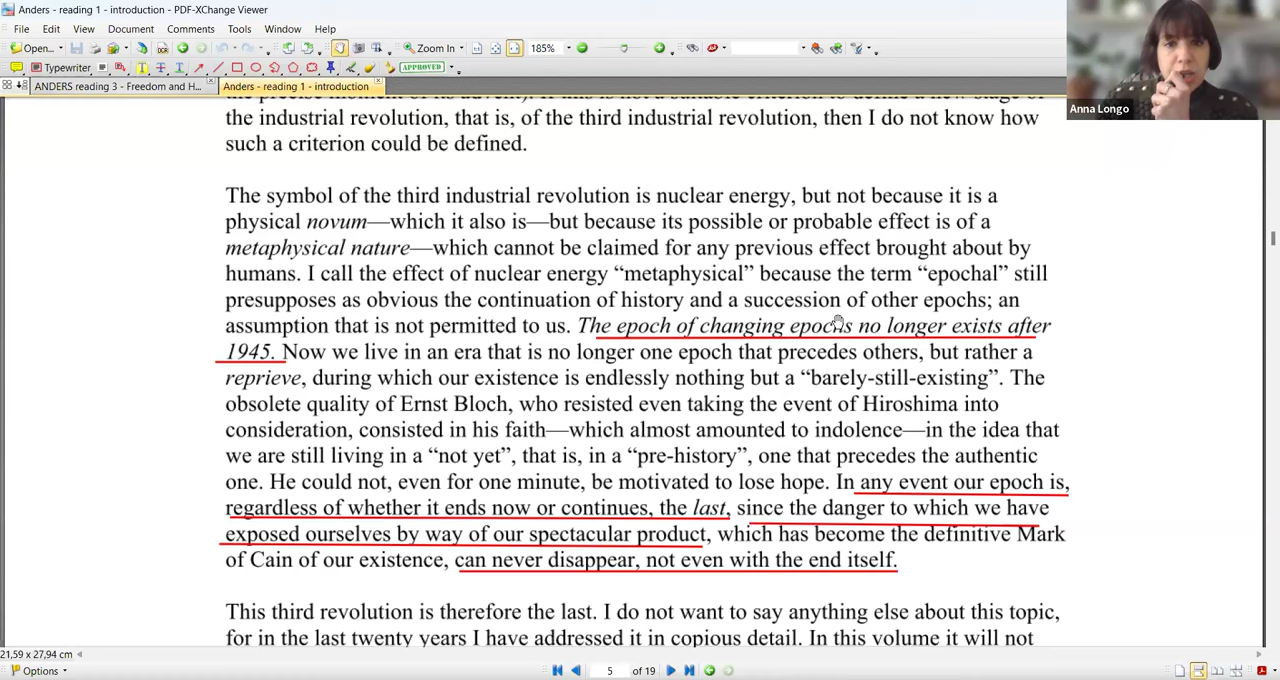 Anders - reading 1 - introduction - PDF-XChange Viewer
File Edit View Document Comments Tools Window Help
Open... Zoom In 185%
Typewriter APPROVED
ANDERS reading 3 - Freedom and H... Anders - reading 1 - introduction
Anna Longo
the industrial revolution, that is, of the third industrial revolution, then I do not know how
such a criterion could be defined.
The symbol of the third industrial revolution is nuclear energy, but not because it is a
physical novum—which it also is—but because its possible or probable effect is of a
metaphysical nature—which cannot be claimed for any previous effect brought about by
humans. I call the effect of nuclear energy “metaphysical” because the term “epochal” still
presupposes as obvious the continuation of history and a succession of other epochs; an
assumption that is not permitted to us. The epoch of changing epochs no longer exists after
1945. Now we live in an era that is no longer one epoch that precedes others, but rather a
reprieve, during which our existence is endlessly nothing but a “barely-still-existing”. The
obsolete quality of Ernst Bloch, who resisted even taking the event of Hiroshima into
consideration, consisted in his faith—which almost amounted to indolence—in the idea that
we are still living in a “not yet”, that is, in a “pre-history”, one that precedes the authentic
one. He could not, even for one minute, be motivated to lose hope. In any event our epoch is,
regardless of whether it ends now or continues, the last, since the danger to which we have
exposed ourselves by way of our spectacular product, which has become the definitive Mark
of Cain of our existence, can never disappear, not even with the end itself.
This third revolution is therefore the last. I do not want to say anything else about this topic,
for in the last twenty years I have addressed it in copious detail. In this volume it will not
21,59 x 27,94 cm
Options 5 of 19